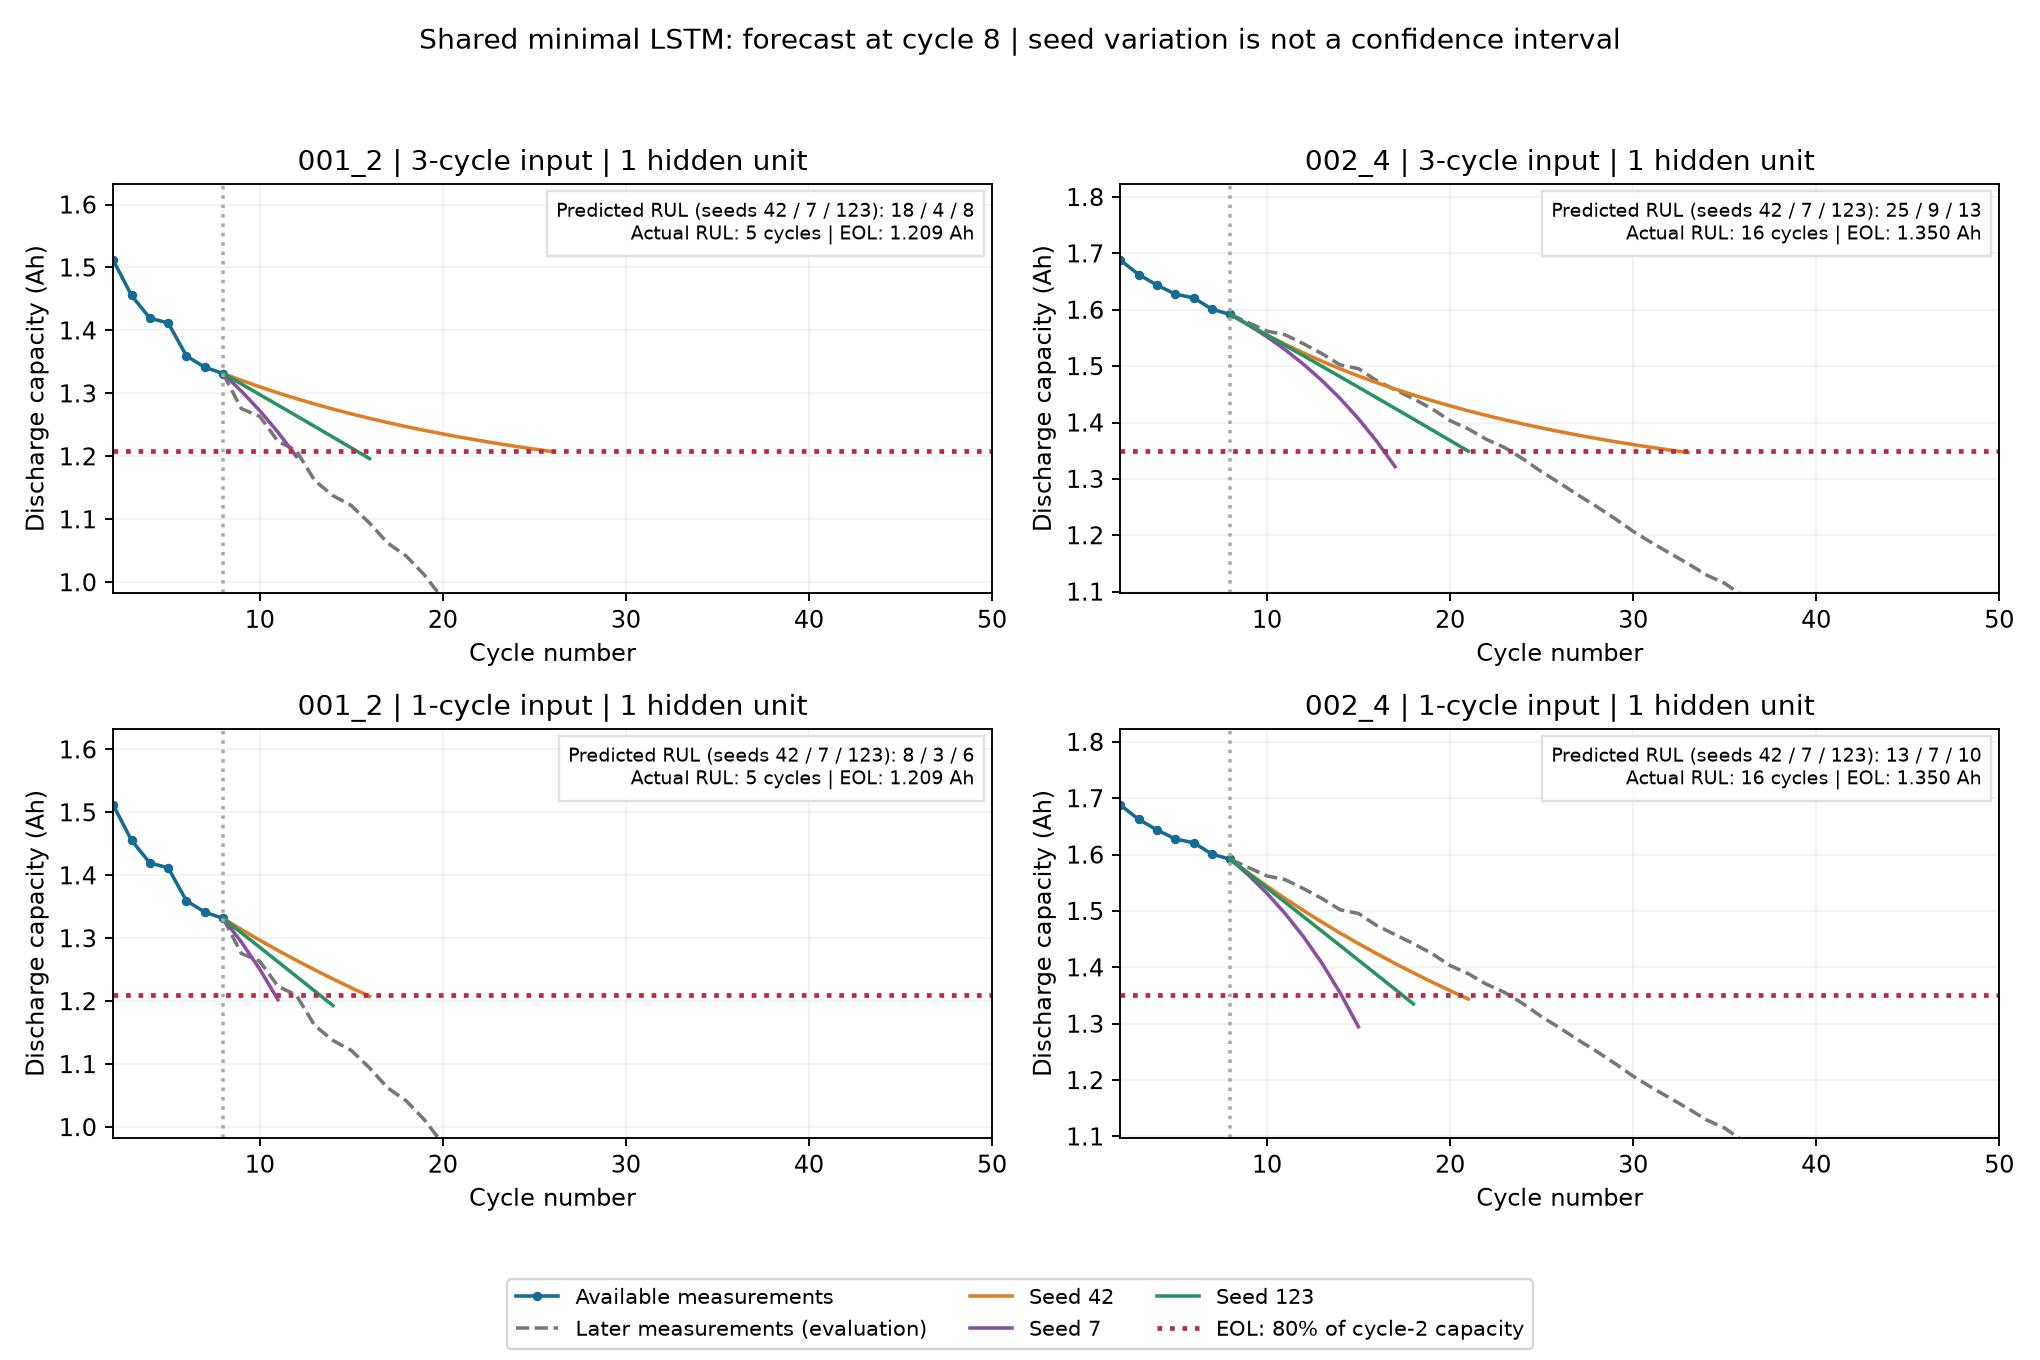 Shared minimal LSTM: forecast at cycle 8 | seed variation is not a confidence interval
001_2 | 3-cycle input | 1 hidden unit
Predicted RUL (seeds 42 / 7 / 123): 18 / 4 / 8
Actual RUL: 5 cycles | EOL: 1.209 Ah
Discharge capacity (Ah)
1.6
1.5
1.4
1.3
1.2
1.1
1.0
10 20 30 40 50
Cycle number
002_4 | 3-cycle input | 1 hidden unit
Predicted RUL (seeds 42 / 7 / 123): 25 / 9 / 13
Actual RUL: 16 cycles | EOL: 1.350 Ah
Discharge capacity (Ah)
1.8
1.7
1.6
1.5
1.4
1.3
1.2
1.1
10 20 30 40 50
Cycle number
001_2 | 1-cycle input | 1 hidden unit
Predicted RUL (seeds 42 / 7 / 123): 8 / 3 / 6
Actual RUL: 5 cycles | EOL: 1.209 Ah
Discharge capacity (Ah)
1.6
1.5
1.4
1.3
1.2
1.1
1.0
10 20 30 40 50
Cycle number
002_4 | 1-cycle input | 1 hidden unit
Predicted RUL (seeds 42 / 7 / 123): 13 / 7 / 10
Actual RUL: 16 cycles | EOL: 1.350 Ah
Discharge capacity (Ah)
1.8
1.7
1.6
1.5
1.4
1.3
1.2
1.1
10 20 30 40 50
Cycle number
Available measurements
Later measurements (evaluation)
Seed 42
Seed 7
Seed 123
EOL: 80% of cycle-2 capacity